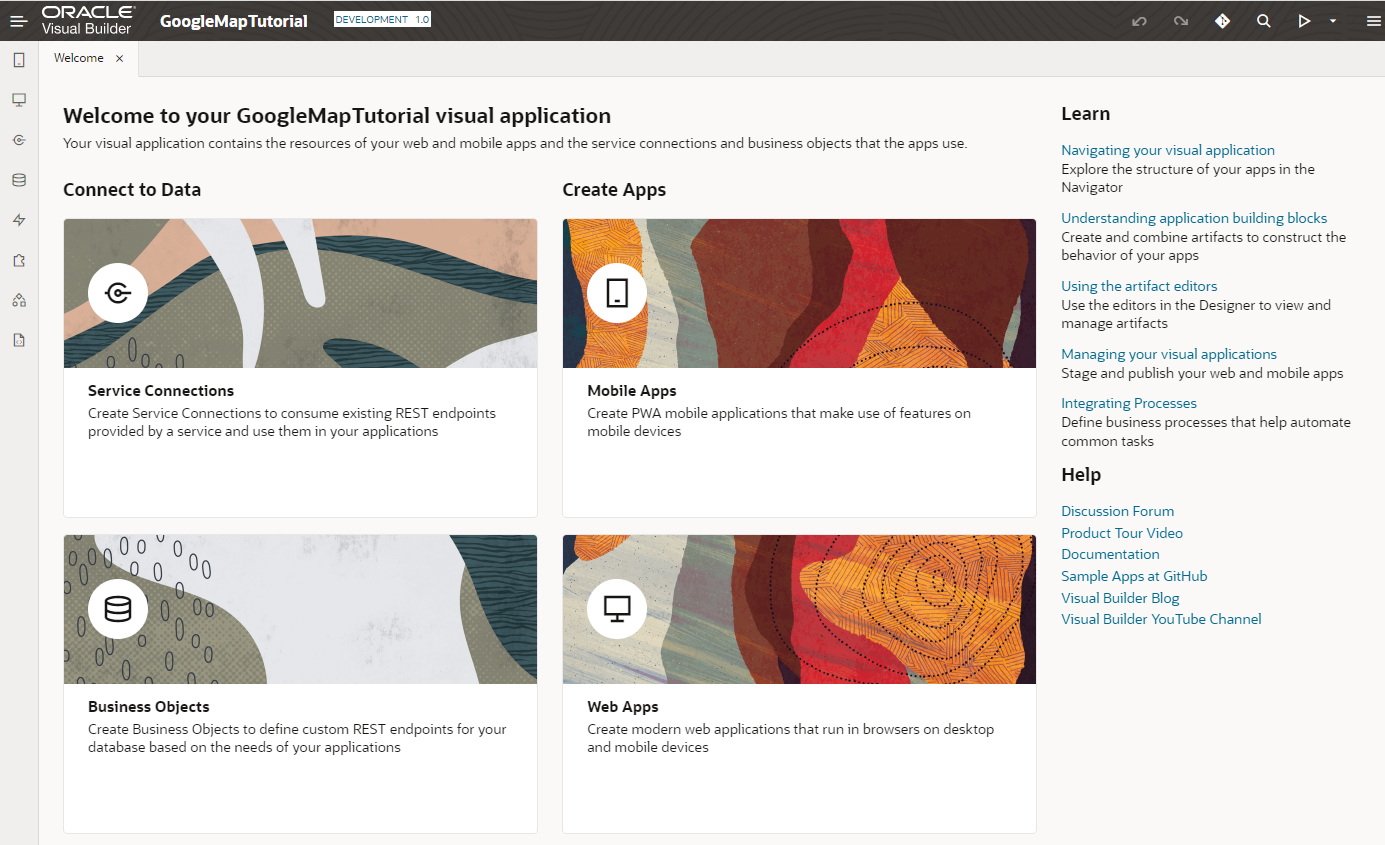 ORACLE
Visual Builder
GoogleMapTutorial
DEVELOPMENT 1.0
Welcome
Welcome to your GoogleMapTutorial visual application
Your visual application contains the resources of your web and mobile apps and the service connections and business objects that the apps use.
Connect to Data
Service Connections
Create Service Connections to consume existing REST endpoints
provided by a service and use them in your applications
Business Objects
Create Business Objects to define custom REST endpoints for your
database based on the needs of your applications
Create Apps
Mobile Apps
Create PWA mobile applications that make use of features on
mobile devices
Web Apps
Create modern web applications that run in browsers on desktop
and mobile devices
Learn
Navigating your visual application
Explore the structure of your apps in the
Navigator
Understanding application building blocks
Create and combine artifacts to construct the
behavior of your apps
Using the artifact editors
Use the editors in the Designer to view and
manage artifacts
Managing your visual applications
Stage and publish your web and mobile apps
Integrating Processes
Define business processes that help automate
common tasks
Help
Discussion Forum
Product Tour Video
Documentation
Sample Apps at GitHub
Visual Builder Blog
Visual Builder YouTube Channel